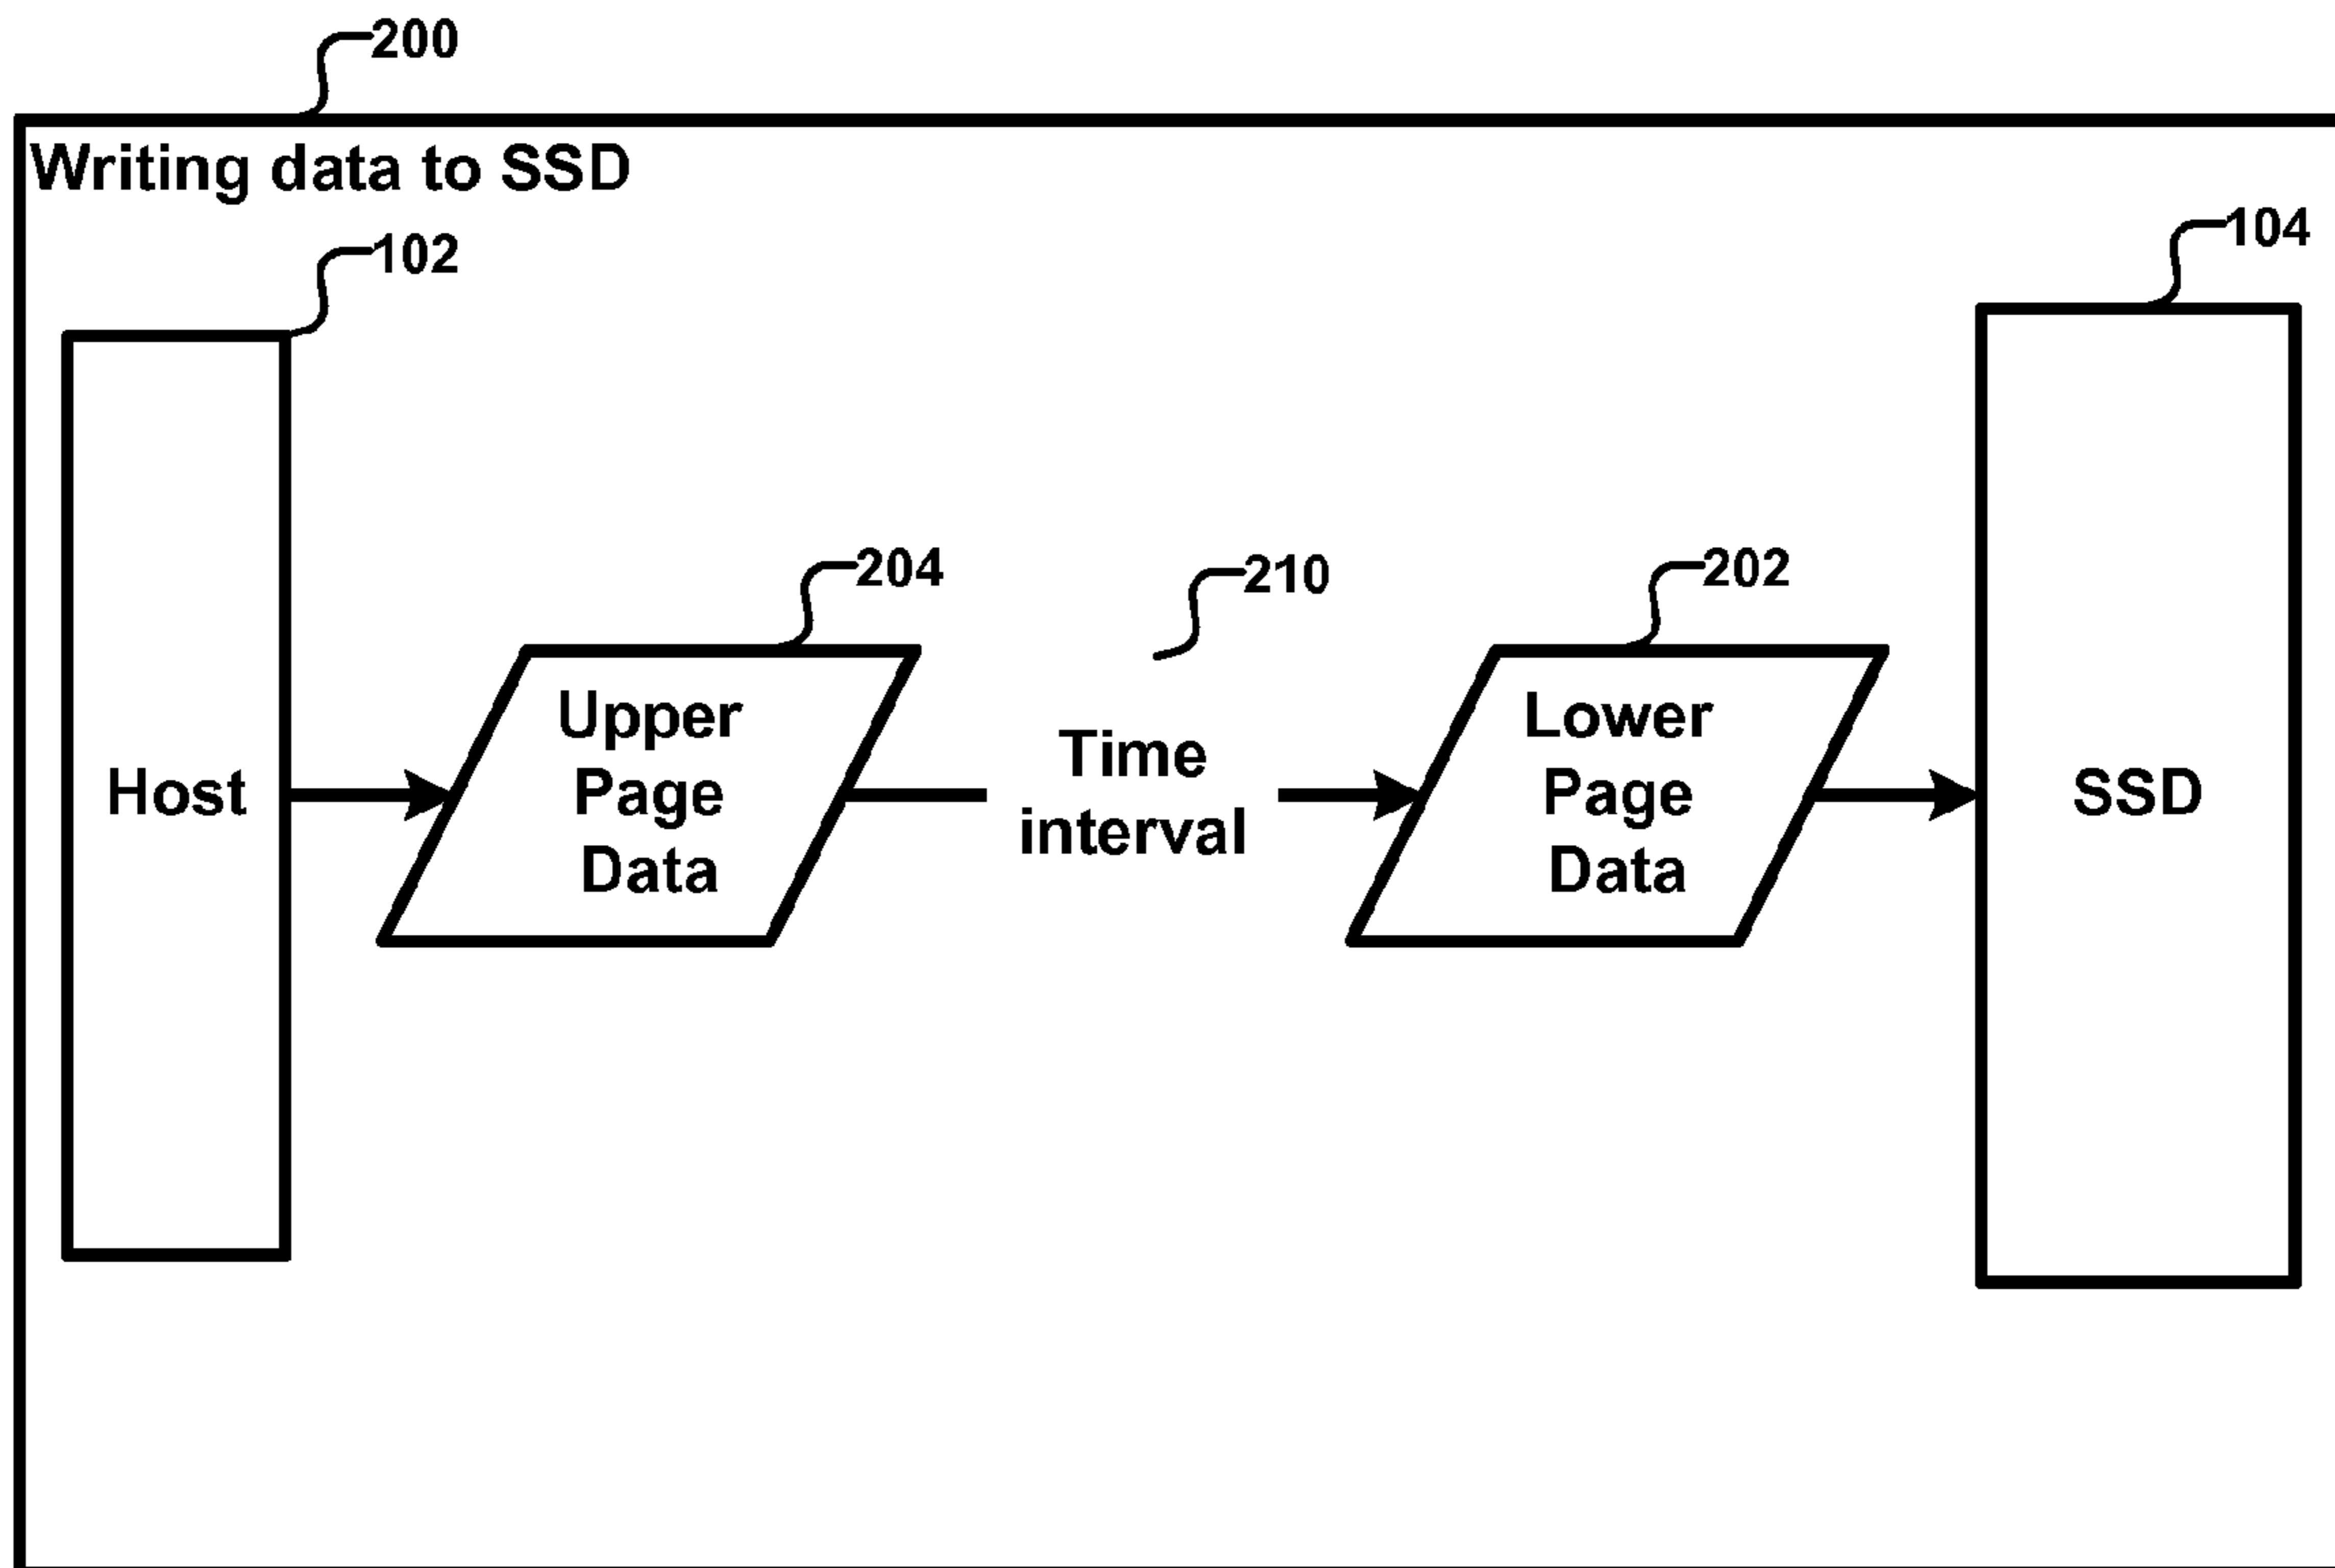 200
Writing data to SSD
102
104
204
210
202
Host
Upper
Page
Data
Time
interval
Lower
Page
Data
SSD